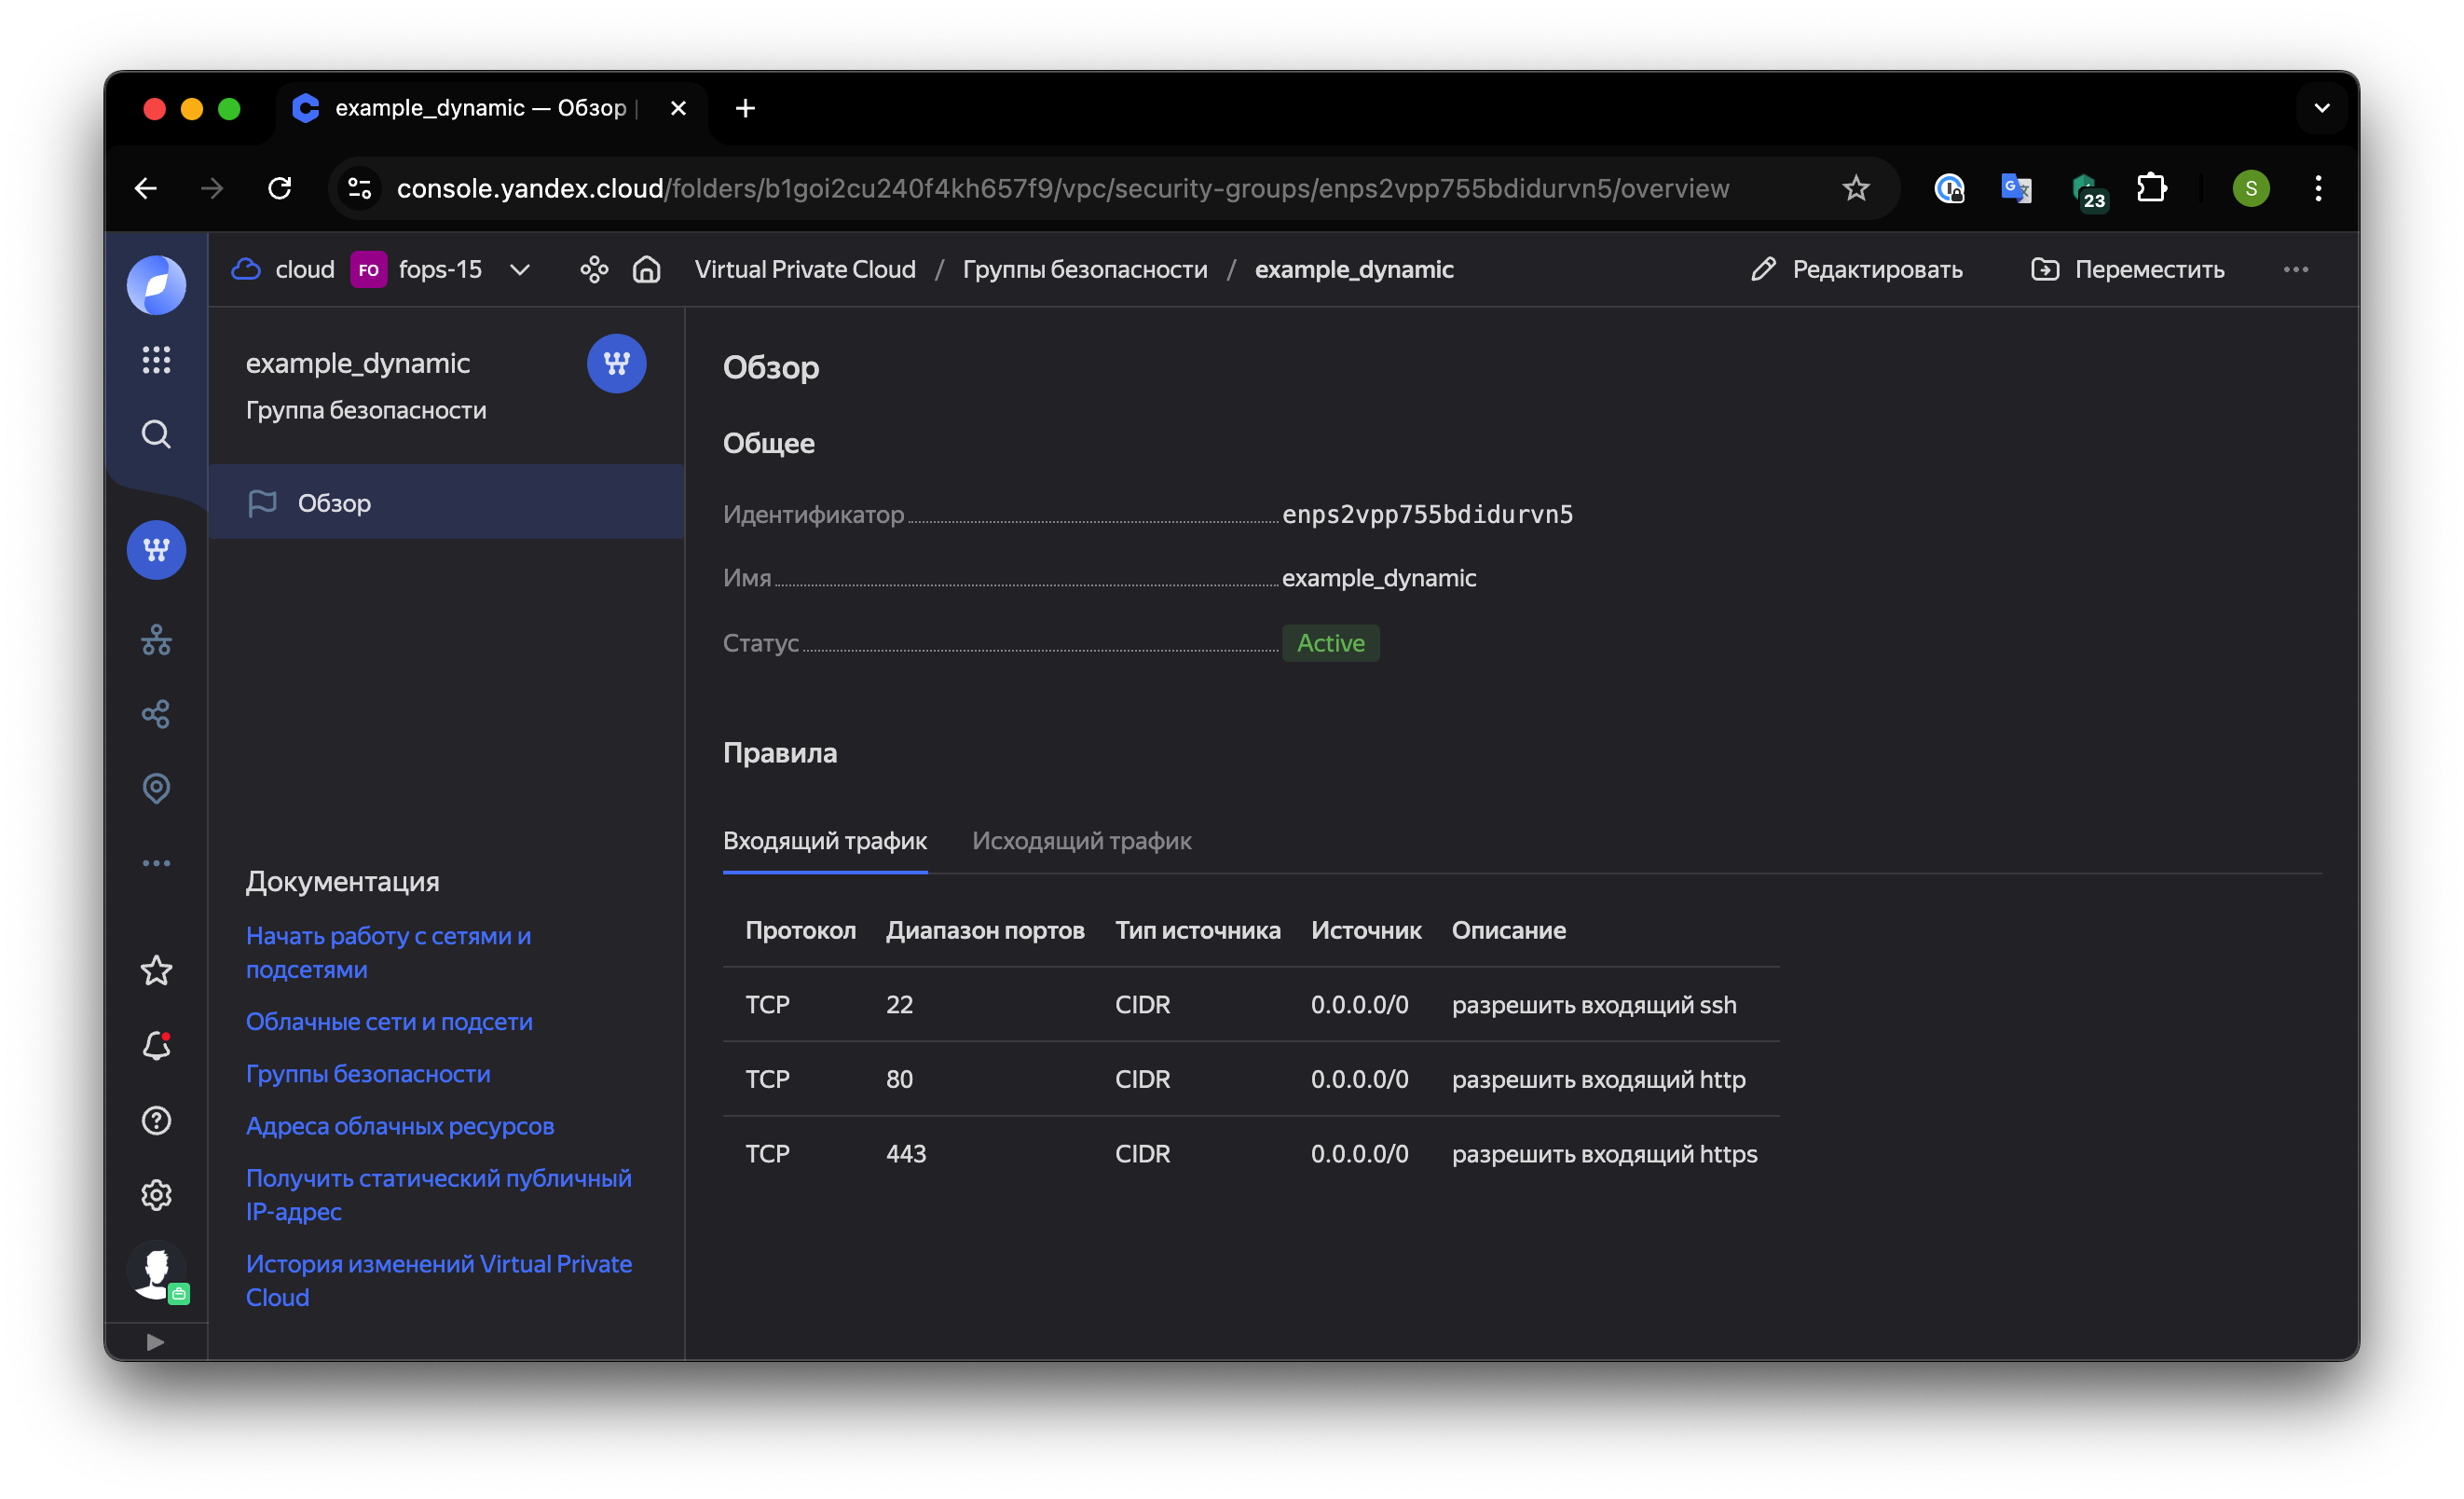 example_dynamic — Обзор |
console.yandex.cloud/folders/b1goi2cu240f4kh657f9/vpc/security-groups/enps2vpp755bdidurvn5/overview
23
S
cloud FO fops-15
Virtual Private Cloud / Группы безопасности / example_dynamic
Редактировать
Переместить
example_dynamic
Группа безопасности
Обзор
Документация
Начать работу с сетями и
подсетями
Облачные сети и подсети
Группы безопасности
Адреса облачных ресурсов
Получить статический публичный
IP-адрес
История изменений Virtual Private
Cloud
Обзор
Общее
Идентификатор enps2vpp755bdidurvn5
Имя example_dynamic
Статус Active
Правила
Входящий трафик Исходящий трафик
Протокол Диапазон портов Тип источника Источник Описание
TCP 22 CIDR 0.0.0.0/0 разрешить входящий ssh
TCP 80 CIDR 0.0.0.0/0 разрешить входящий http
TCP 443 CIDR 0.0.0.0/0 разрешить входящий https